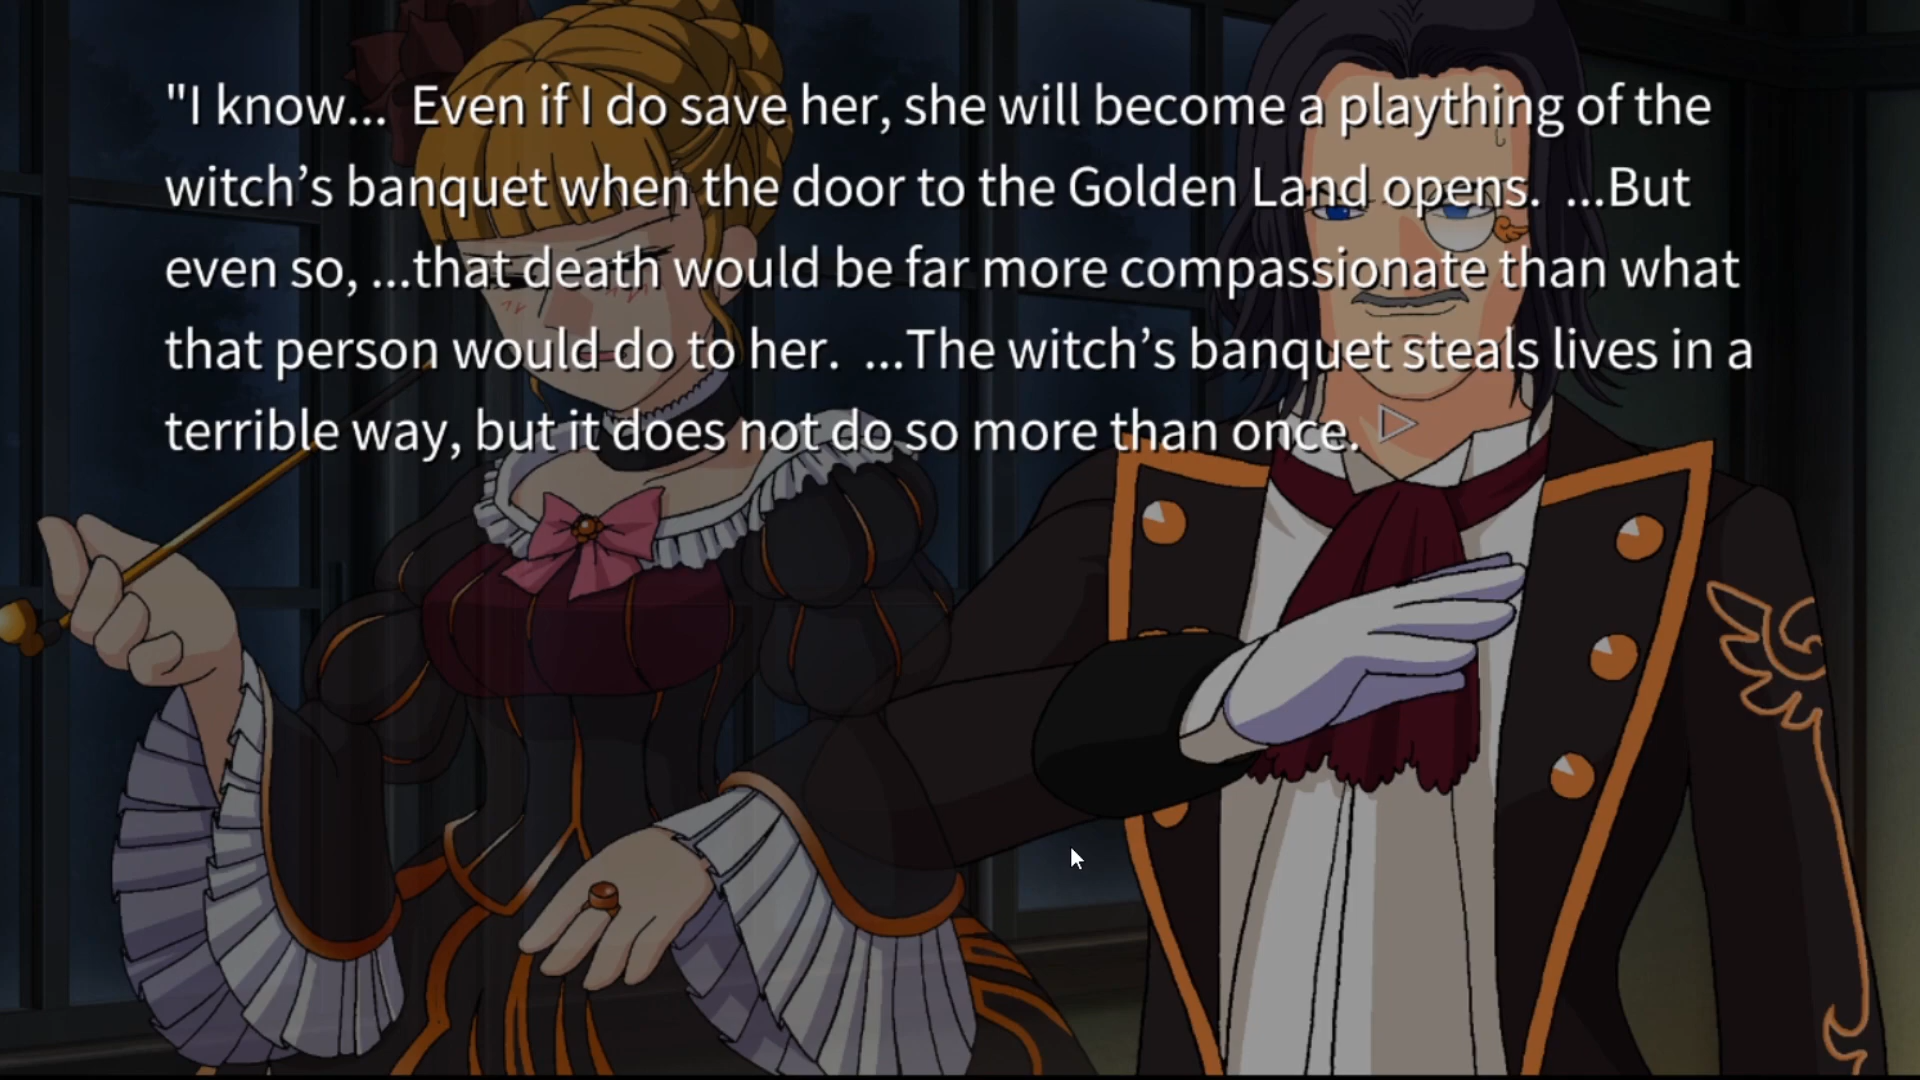 "I know...  Even if I do save her, she will become a plaything of the
witch’s banquet when the door to the Golden Land opens.  ...But
even so, ...that death would be far more compassionate than what
that person would do to her.  ...The witch’s banquet steals lives in a
terrible way, but it does not do so more than once.